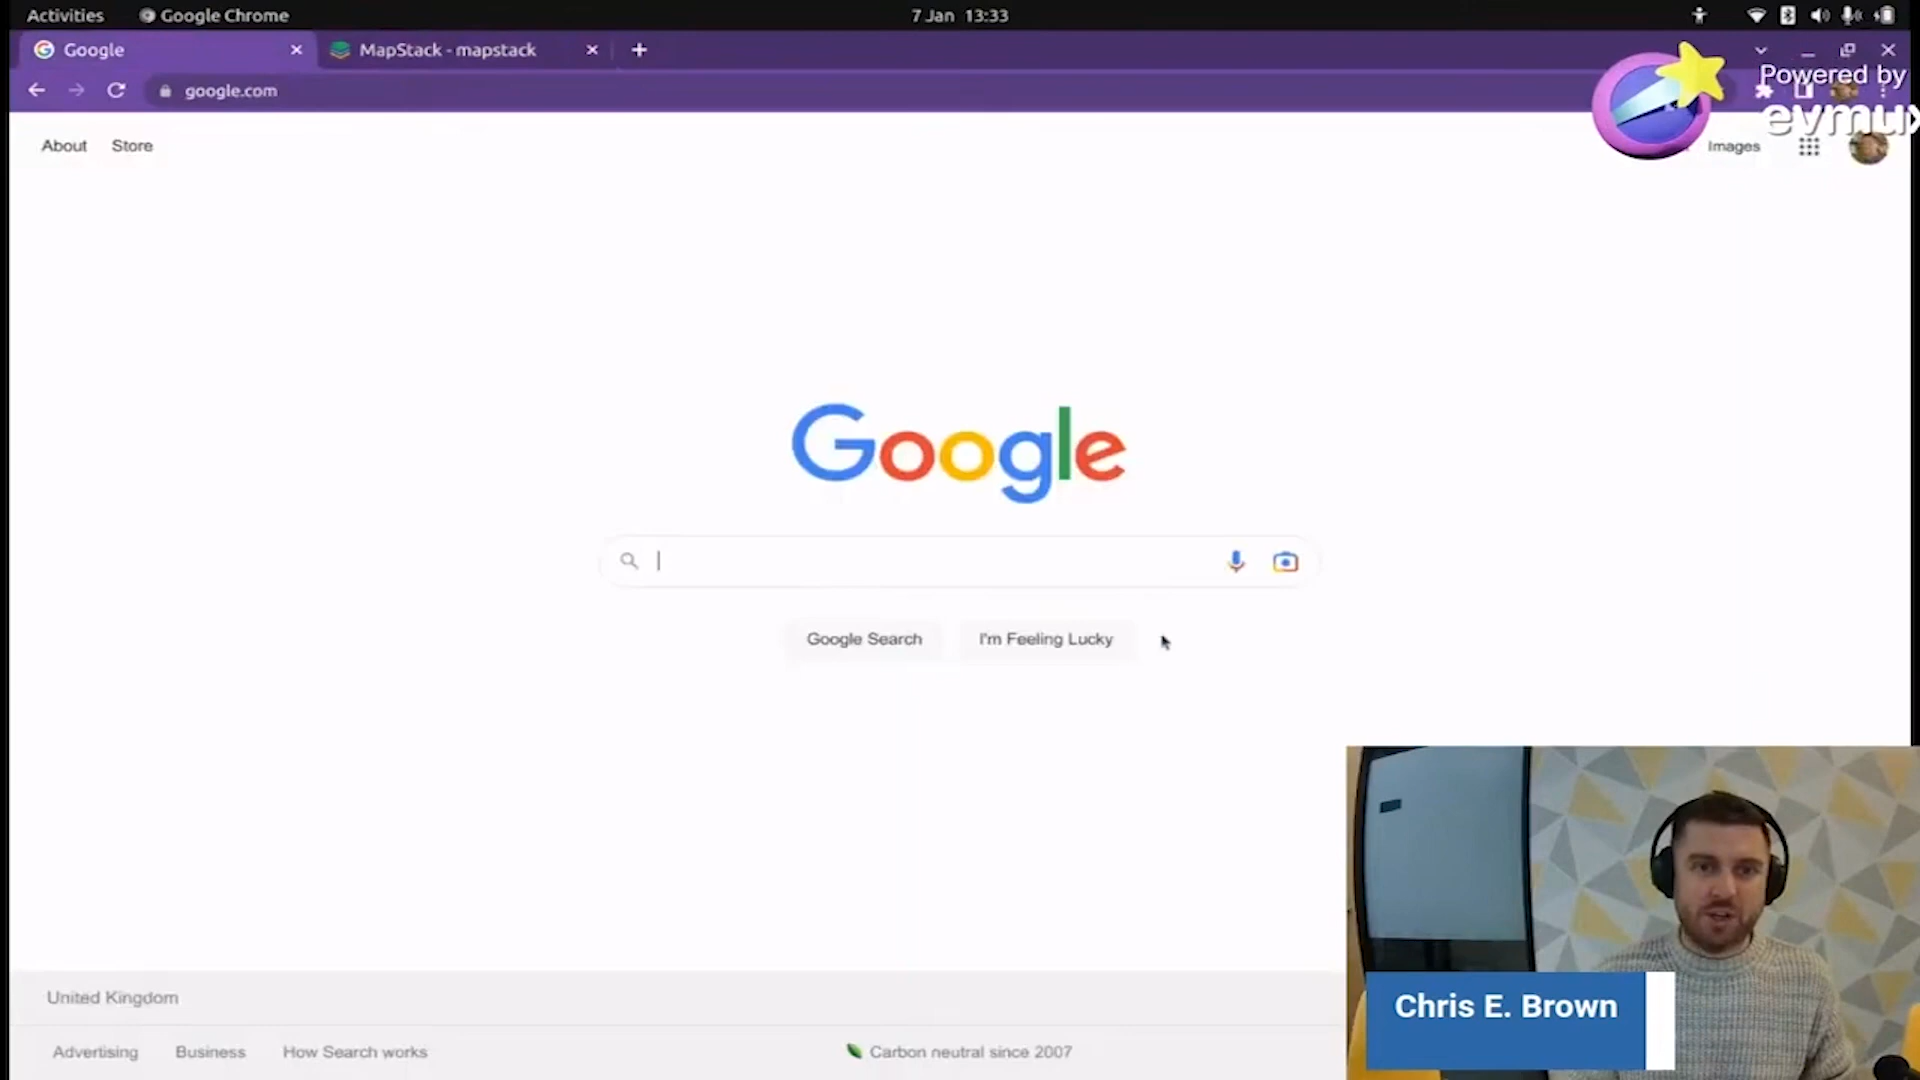 Activities
Google Chrome
7 Jan 13:33
Google
MapStack - mapstack
google.com
Powered by
evmux
About
Store
Images
Google
Google Search
I'm Feeling Lucky
United Kingdom
Chris E. Brown
Advertising
Business
How Search works
Carbon neutral since 2007